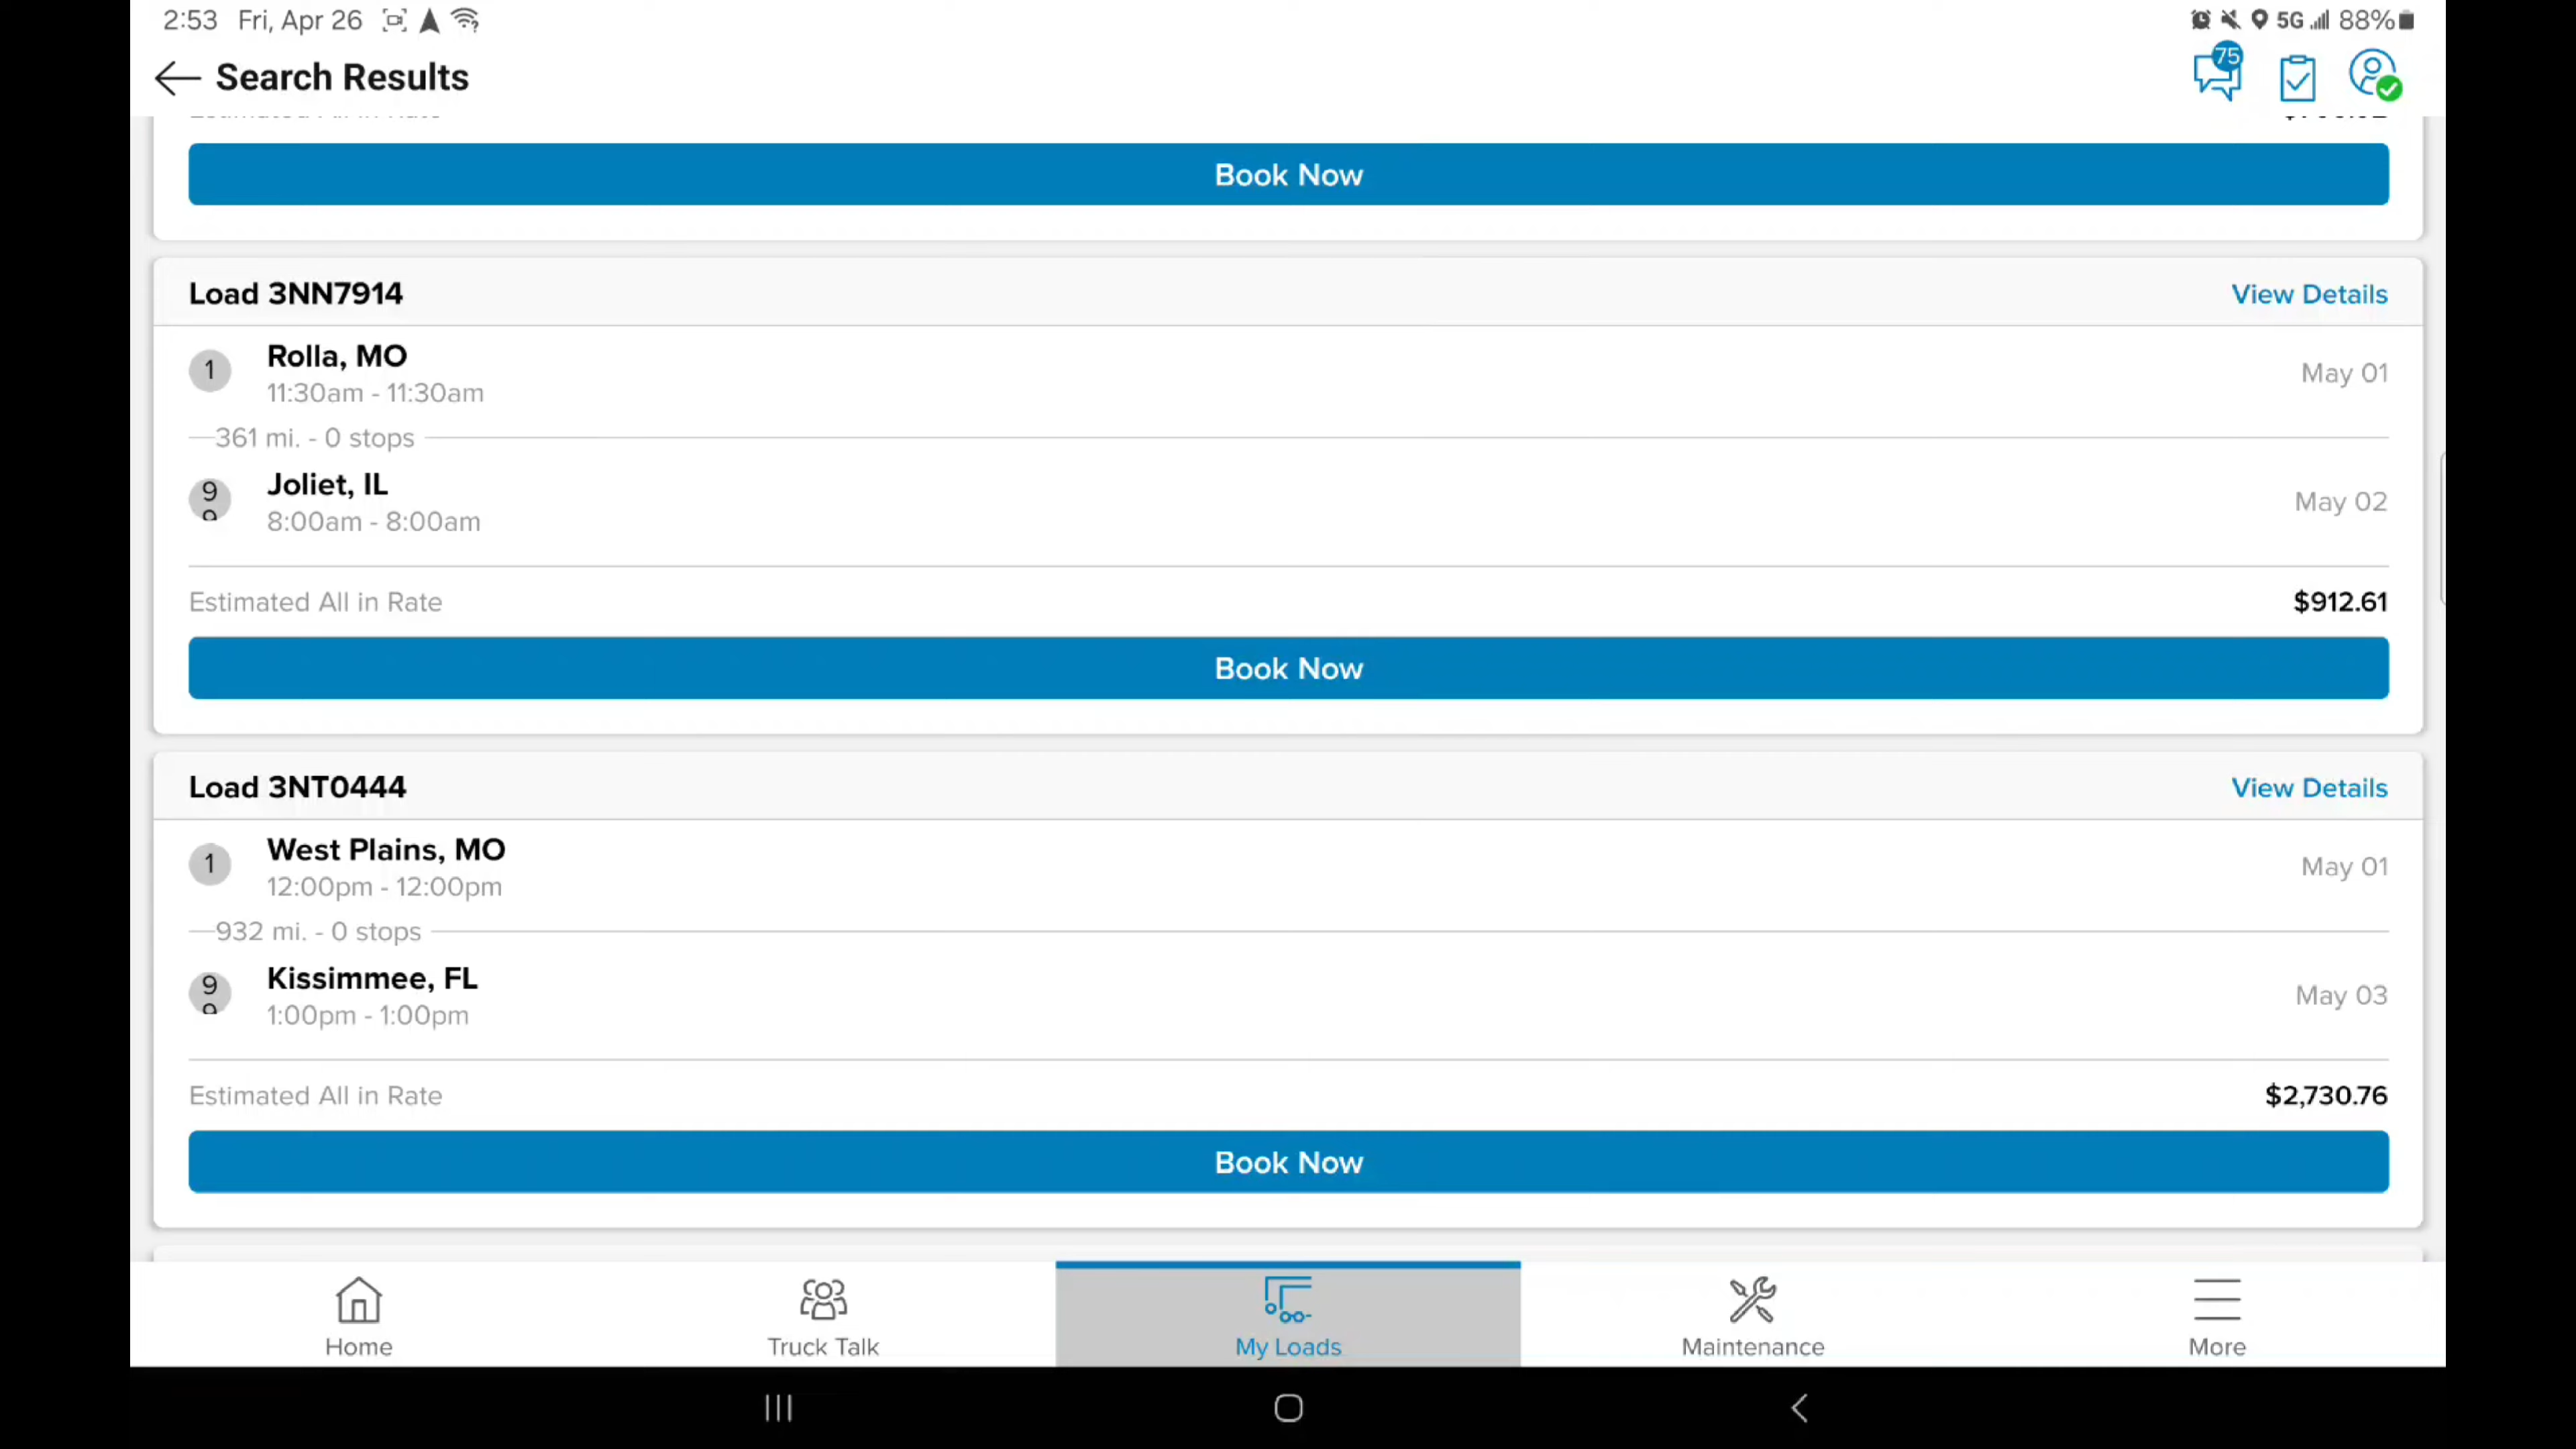 2:53 Fri, Apr 26
5G 88%
Search Results
75
Book Now
Load 3NN7914
View Details
1
Rolla, MO
11:30am - 11:30am
May 01
361 mi. - 0 stops
99
Joliet, IL
8:00am - 8:00am
May 02
Estimated All in Rate
$912.61
Book Now
Load 3NT0444
View Details
1
West Plains, MO
12:00pm - 12:00pm
May 01
932 mi. - 0 stops
99
Kissimmee, FL
1:00pm - 1:00pm
May 03
Estimated All in Rate
$2,730.76
Book Now
Home
Truck Talk
My Loads
Maintenance
More